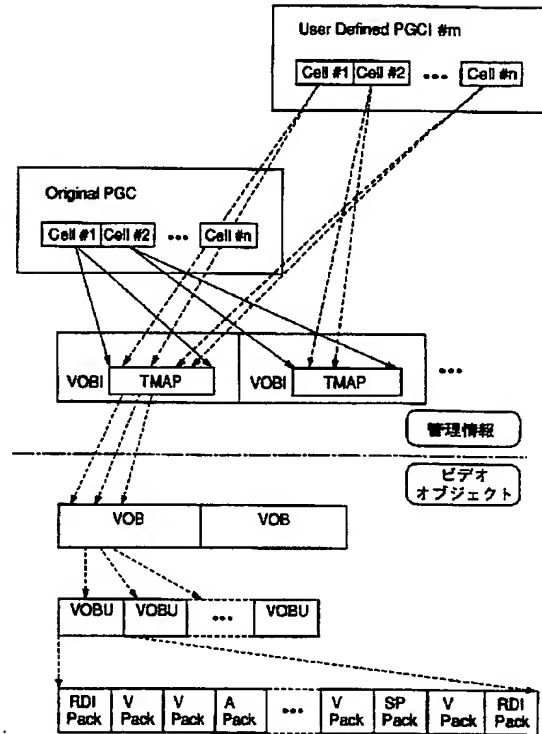 User Defined PGCI #m
Cell #1 Cell #2 ••• Cell #n
Original PGC
Cell #1 Cell #2 ••• Cell #n
VOBI TMAP VOBI TMAP •••
管理情報
ビデオ
オブジェクト
VOB VOB
VOBU VOBU ••• VOBU
RDI Pack V Pack V Pack A Pack ••• V Pack SP Pack V Pack RDI Pack